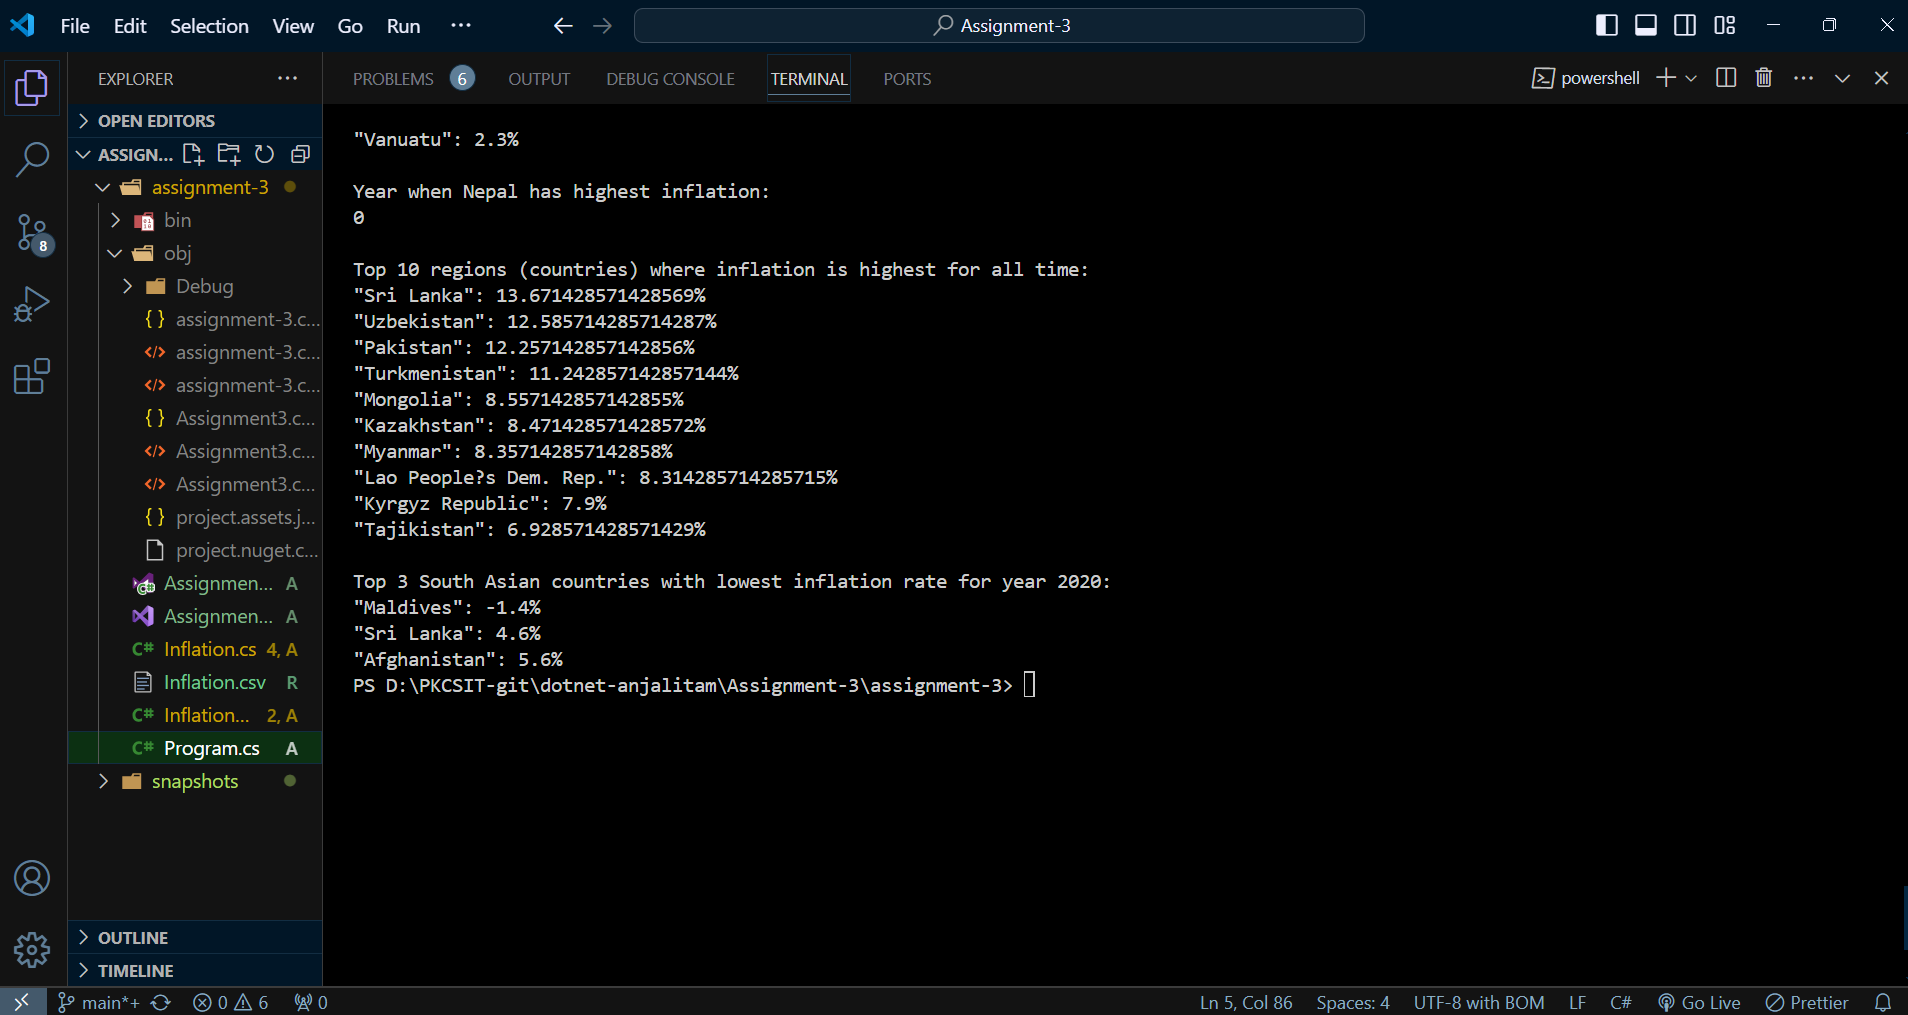 File Edit Selection View Go Run ··· Assignment-3
EXPLORER ···
OPEN EDITORS
ASSIGN...
assignment-3
bin
obj
Debug
{} assignment-3.c...
</> assignment-3.c...
</> assignment-3.c...
{} Assignment3.c...
</> Assignment3.c...
</> Assignment3.c...
{} project.assets.j...
project.nuget.c...
Assignmen... A
Assignmen... A
C# Inflation.cs 4, A
Inflation.csv R
C# Inflation... 2, A
C# Program.cs A
snapshots
OUTLINE
TIMELINE
8
PROBLEMS 6 OUTPUT DEBUG CONSOLE TERMINAL PORTS powershell ···
"Vanuatu": 2.3%
Year when Nepal has highest inflation:
0
Top 10 regions (countries) where inflation is highest for all time:
"Sri Lanka": 13.671428571428569%
"Uzbekistan": 12.585714285714287%
"Pakistan": 12.257142857142856%
"Turkmenistan": 11.242857142857144%
"Mongolia": 8.557142857142855%
"Kazakhstan": 8.471428571428572%
"Myanmar": 8.357142857142858%
"Lao People?s Dem. Rep.": 8.314285714285715%
"Kyrgyz Republic": 7.9%
"Tajikistan": 6.928571428571429%
Top 3 South Asian countries with lowest inflation rate for year 2020:
"Maldives": -1.4%
"Sri Lanka": 4.6%
"Afghanistan": 5.6%
PS D:\PKCSIT-git\dotnet-anjalitam\Assignment-3\assignment-3>
main*+ 0 6 0 Ln 5, Col 86 Spaces: 4 UTF-8 with BOM LF C# Go Live Prettier